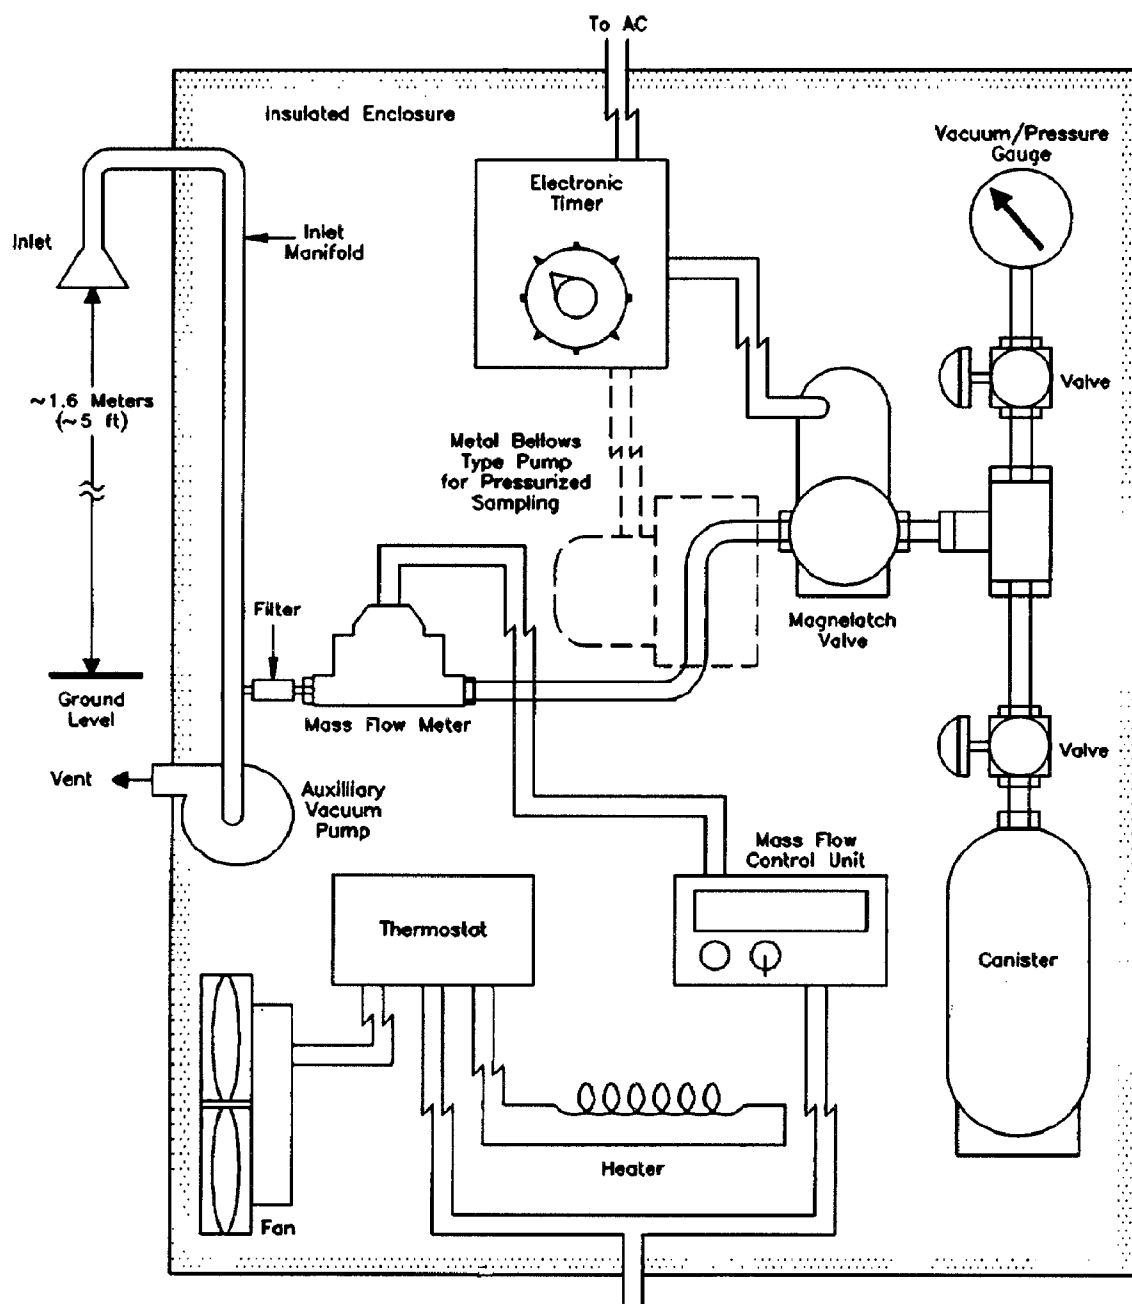 To AC
Insulated Enclosure
Vacuum/Pressure
Gauge
Electronic
Timer
Inlet
Inlet
Manifold
~1.6 Meters
(~5 ft)
Valve
Metal Bellows
Type Pump
for Pressurized
Sampling
Filter
Magnelatch
Valve
Ground
Level
Mass Flow Meter
Valve
Vent
Auxilliary
Vacuum
Pump
Mass Flow
Control Unit
Thermostat
Canister
Heater
Fan